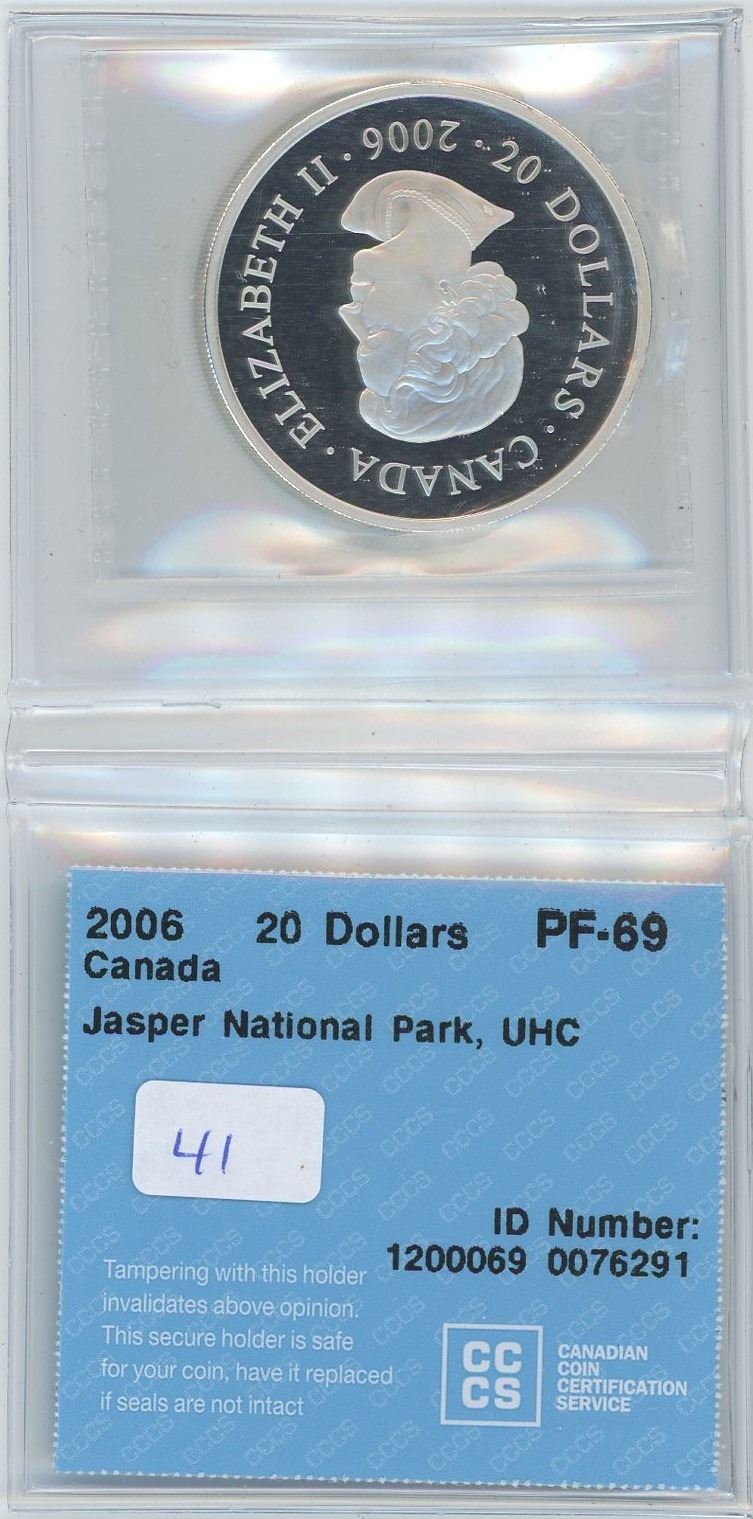 ELIZABETH II · 2006 · 20 DOLLARS · CANADA ·
2006 20 Dollars PF-69
Canada
Jasper National Park, UHC
41
ID Number:
1200069 0076291
Tampering with this holder
invalidates above opinion.
This secure holder is safe
for your coin, have it replaced
if seals are not intact
CC
CS
CANADIAN
COIN
CERTIFICATION
SERVICE